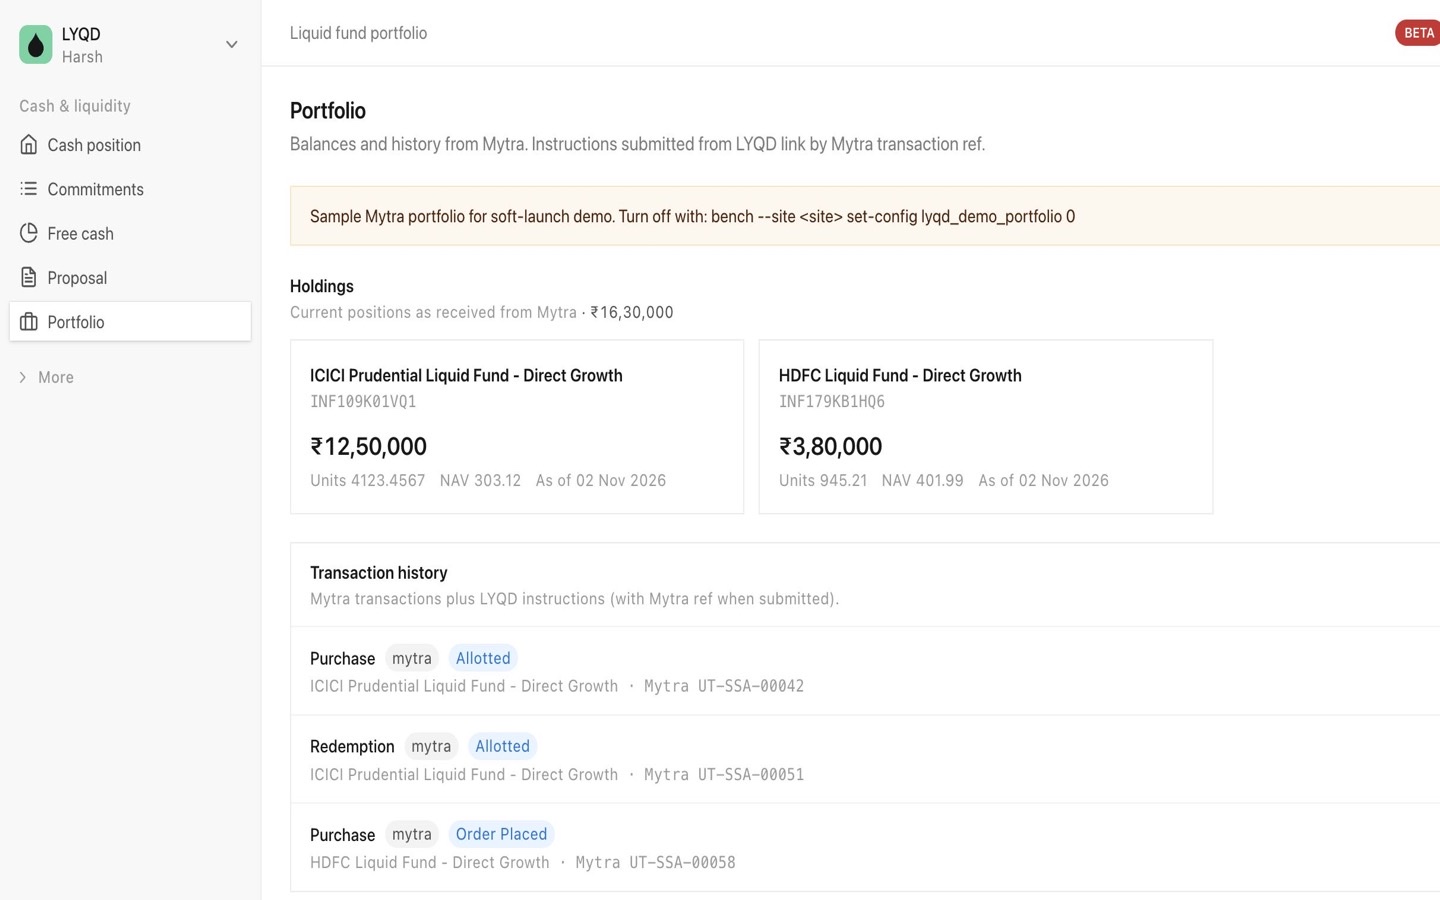 LYQD
Harsh
Cash & liquidity
Cash position
Commitments
Free cash
Proposal
Portfolio
More
Liquid fund portfolio
BETA
Portfolio
Balances and history from Mytra. Instructions submitted from LYQD link by Mytra transaction ref.
Sample Mytra portfolio for soft-launch demo. Turn off with: bench --site <site> set-config lyqd_demo_portfolio 0
Holdings
Current positions as received from Mytra · ₹16,30,000
ICICI Prudential Liquid Fund - Direct Growth
INF109K01VQ1
₹12,50,000
Units 4123.4567 NAV 303.12 As of 02 Nov 2026
HDFC Liquid Fund - Direct Growth
INF179KB1HQ6
₹3,80,000
Units 945.21 NAV 401.99 As of 02 Nov 2026
Transaction history
Mytra transactions plus LYQD instructions (with Mytra ref when submitted).
Purchase mytra Allotted
ICICI Prudential Liquid Fund - Direct Growth · Mytra UT-SSA-00042
Redemption mytra Allotted
ICICI Prudential Liquid Fund - Direct Growth · Mytra UT-SSA-00051
Purchase mytra Order Placed
HDFC Liquid Fund - Direct Growth · Mytra UT-SSA-00058